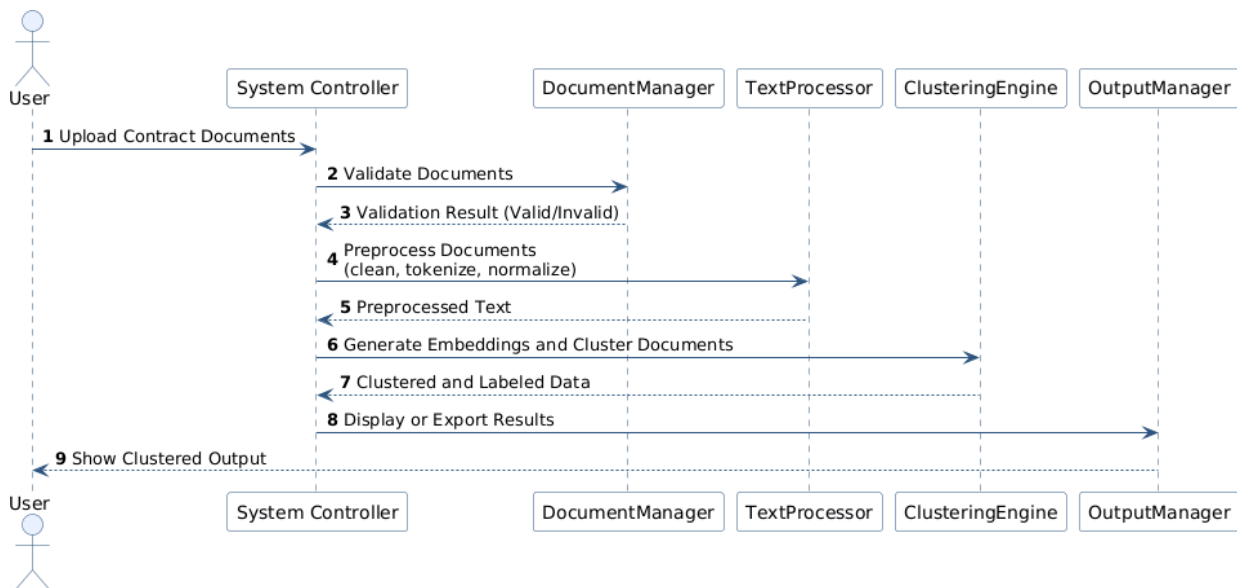 User
System Controller
DocumentManager
TextProcessor
ClusteringEngine
OutputManager
1 Upload Contract Documents
2 Validate Documents
3 Validation Result (Valid/Invalid)
4 Preprocess Documents
(clean, tokenize, normalize)
5 Preprocessed Text
6 Generate Embeddings and Cluster Documents
7 Clustered and Labeled Data
8 Display or Export Results
9 Show Clustered Output
User
System Controller
DocumentManager
TextProcessor
ClusteringEngine
OutputManager